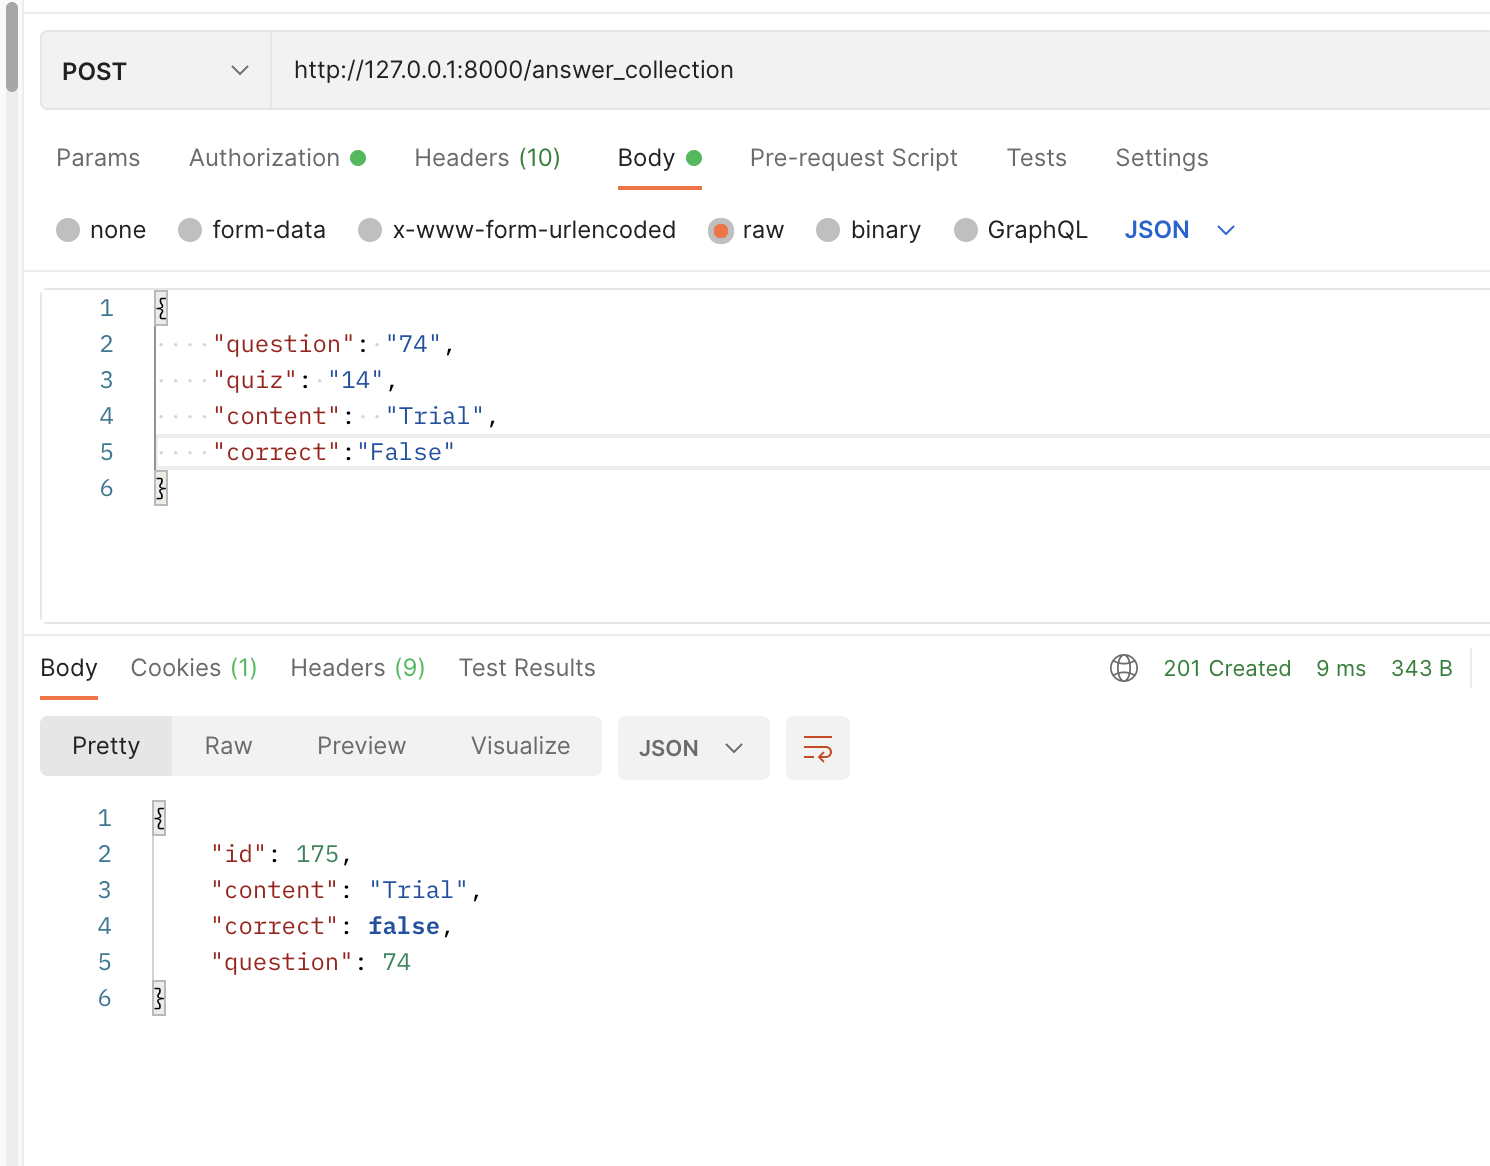 POST http://127.0.0.1:8000/answer_collection
Params Authorization Headers (10) Body Pre-request Script Tests Settings
none form-data x-www-form-urlencoded raw binary GraphQL JSON
1 {
2 "question": "74",
3 "quiz": "14",
4 "content":  "Trial",
5 "correct":"False"
6 }
Body Cookies (1) Headers (9) Test Results 201 Created 9 ms 343 B
Pretty Raw Preview Visualize JSON
1 {
2 "id": 175,
3 "content": "Trial",
4 "correct": false,
5 "question": 74
6 }